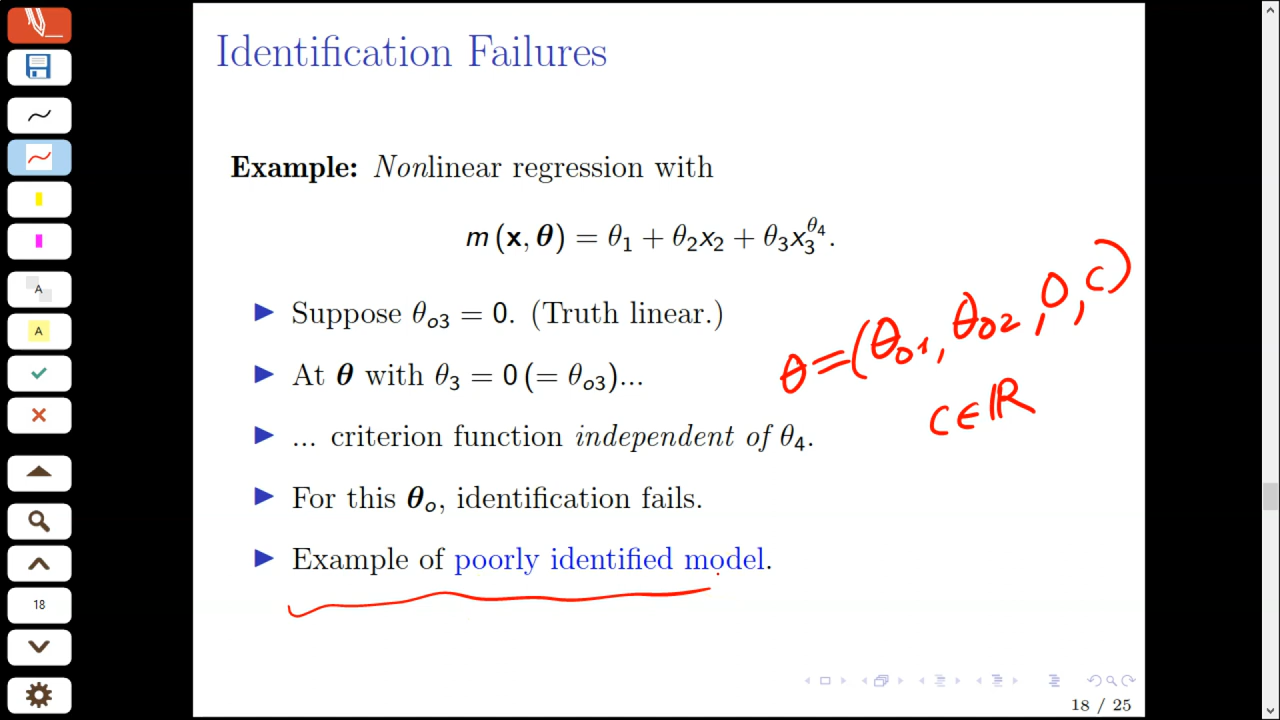 Identification Failures
Example: Nonlinear regression with
m (x, θ) = θ₁ + θ₂x₂ + θ₃x₃^θ₄.
▶ Suppose θₒ₃ = 0. (Truth linear.)
▶ At θ with θ₃ = 0 (= θₒ₃)...
▶ ... criterion function independent of θ₄.
▶ For this θₒ, identification fails.
▶ Example of poorly identified model.
θ = (θ₀₁, θ₀₂, 0, c)
c ∈ ℝ
A
A
18
18 / 25